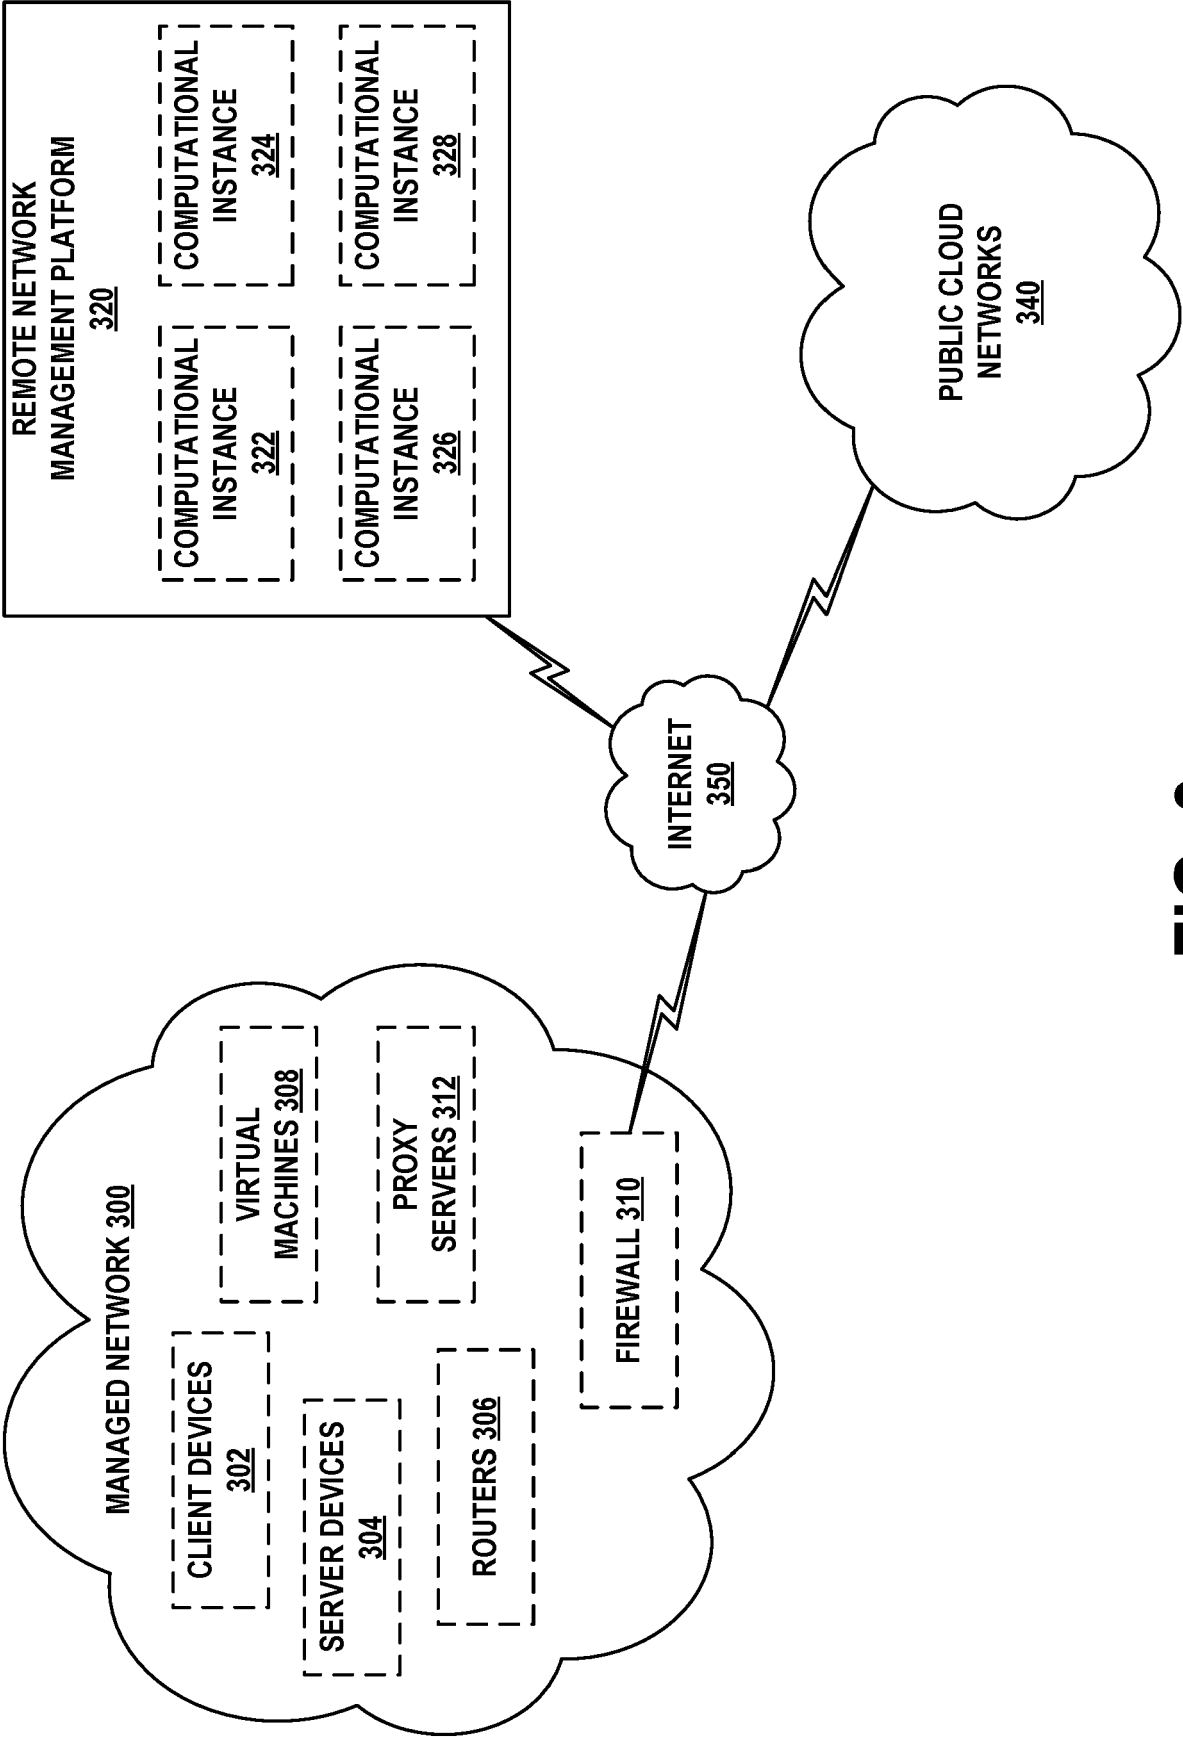 MANAGED NETWORK 300
CLIENT DEVICES
302
VIRTUAL
MACHINES 308
SERVER DEVICES
304
PROXY
SERVERS 312
ROUTERS 306
FIREWALL 310
INTERNET
350
REMOTE NETWORK
MANAGEMENT PLATFORM
320
COMPUTATIONAL
INSTANCE
322
COMPUTATIONAL
INSTANCE
324
COMPUTATIONAL
INSTANCE
326
COMPUTATIONAL
INSTANCE
328
PUBLIC CLOUD
NETWORKS
340